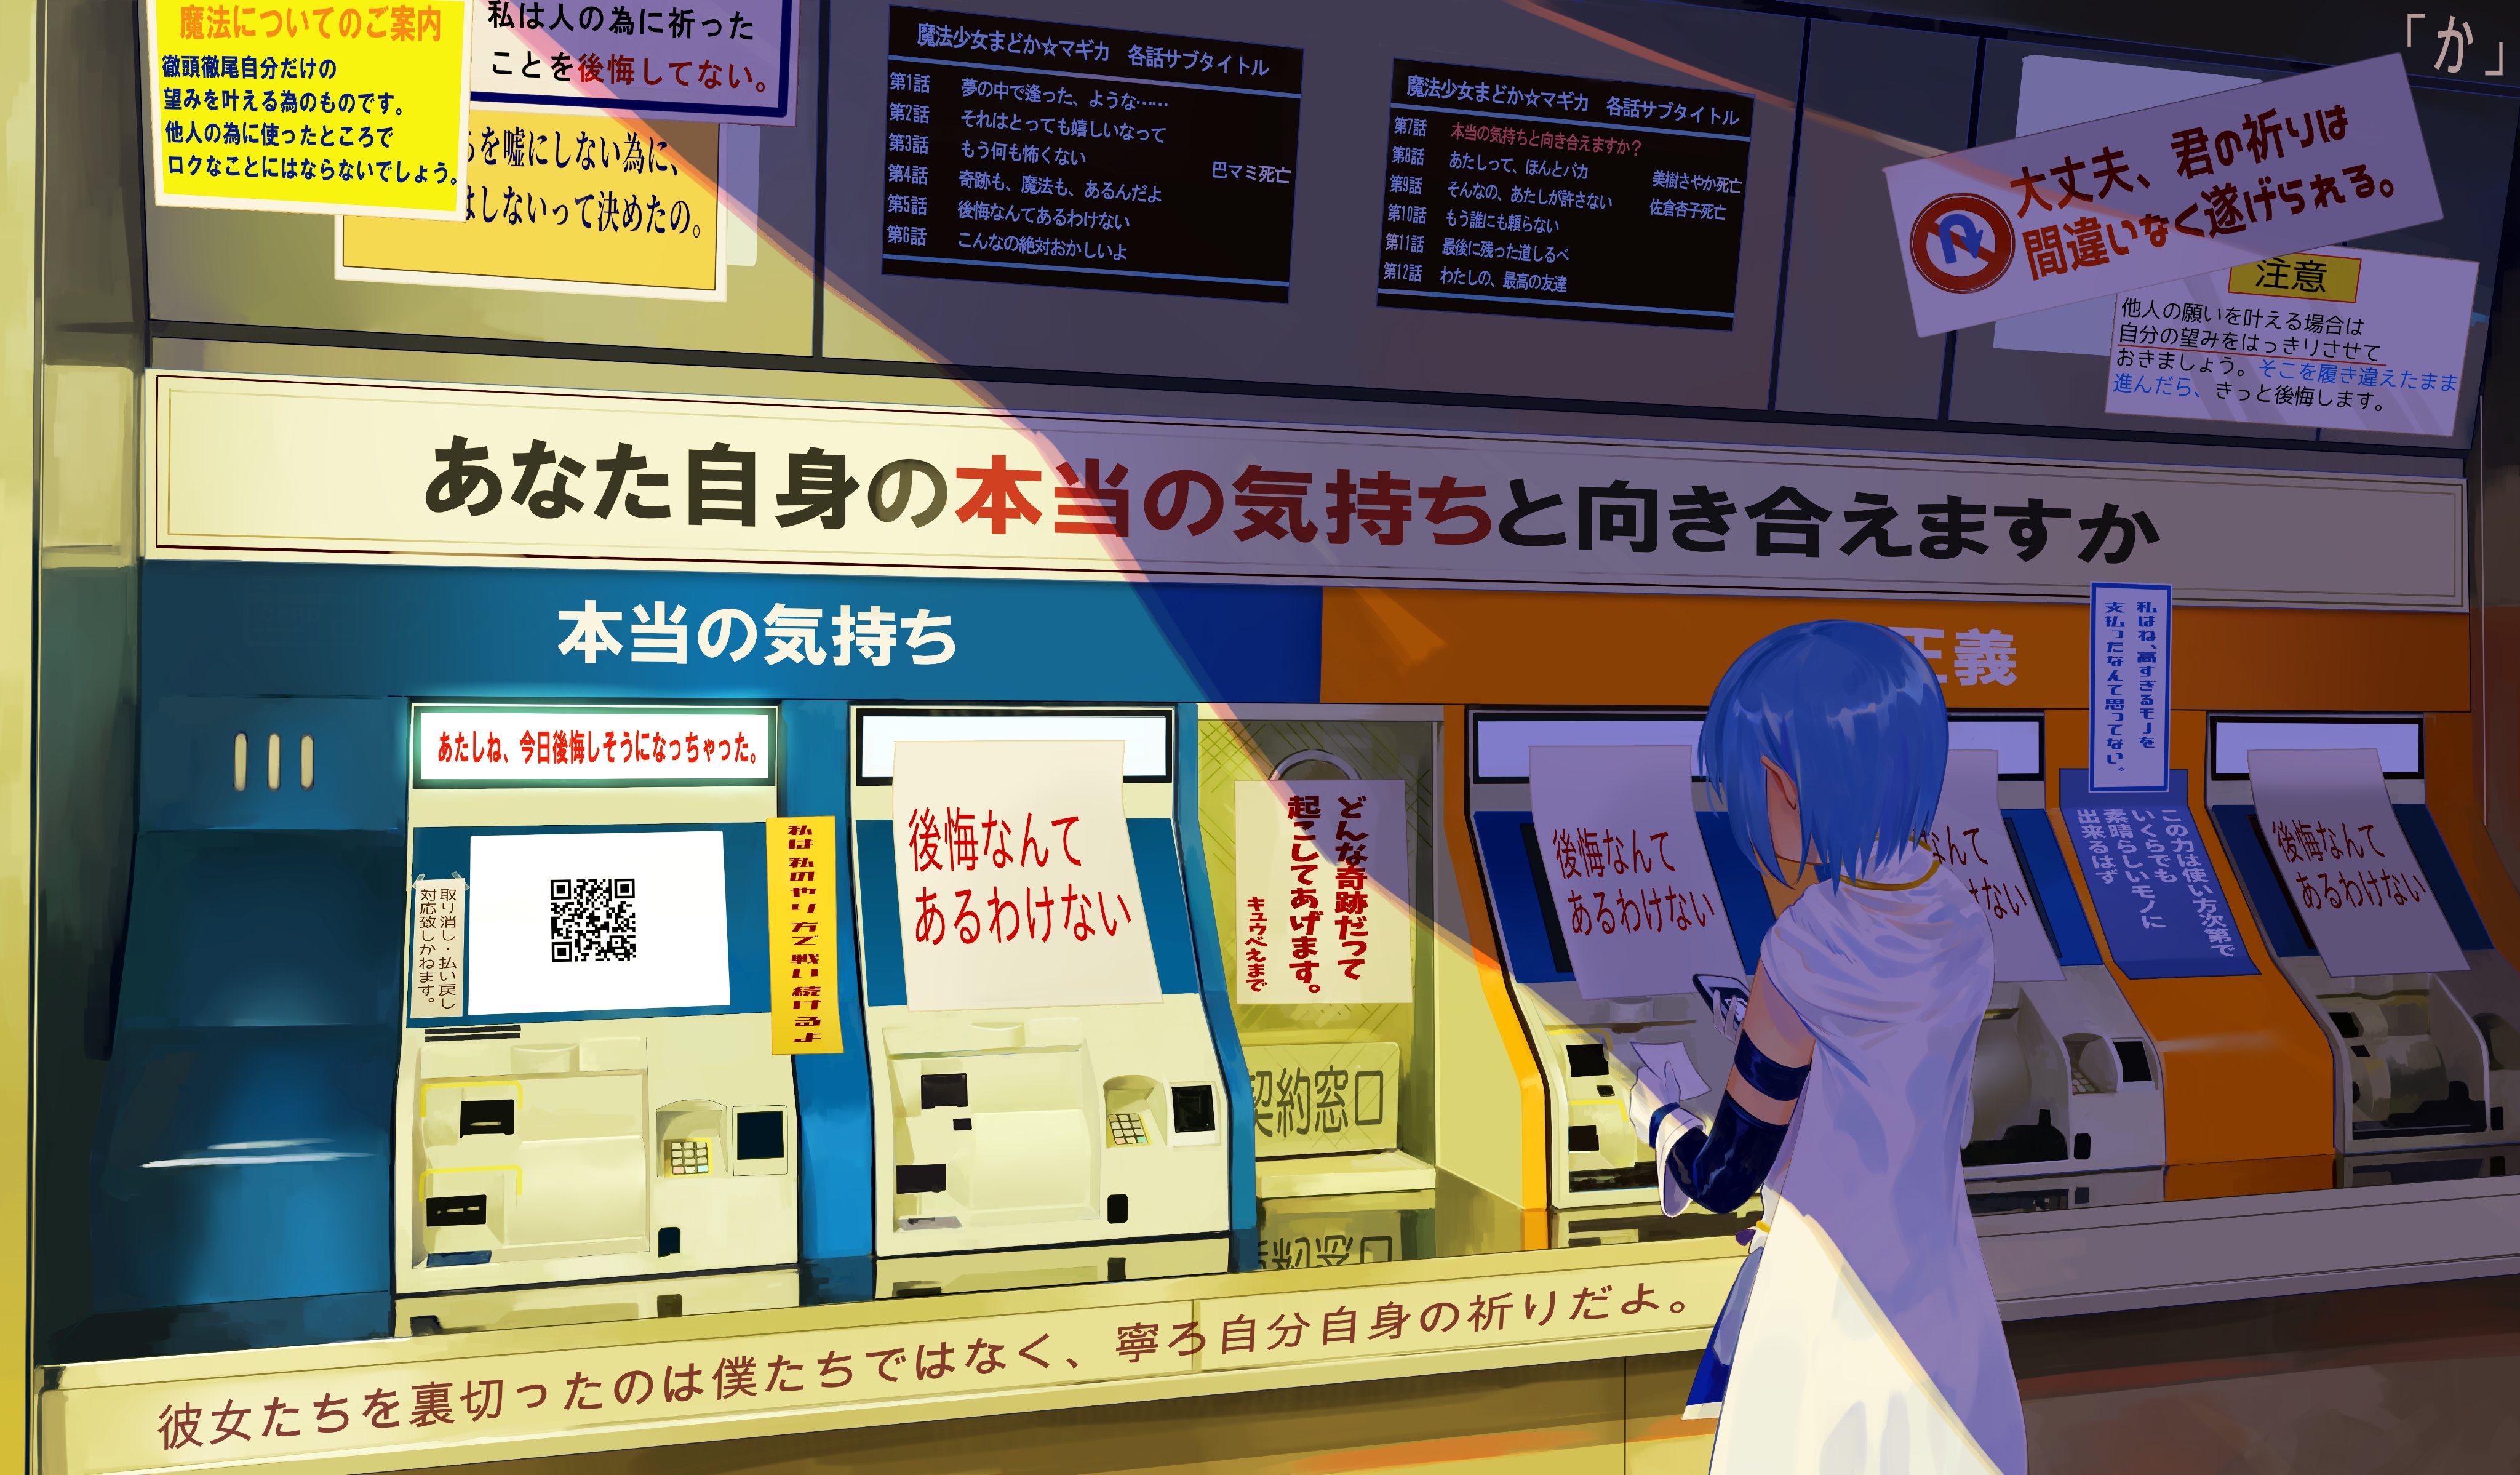 魔法についてのご案内
徹頭徹尾自分だけの
望みを叶える為のものです。
他人の為に使ったところで
ロクなことにはならないでしょう。
私は人の為に祈った
ことを後悔してない。
を嘘にしない為に、
しないって決めたの。
魔法少女まどか☆マギカ 各話サブタイトル
第1話 夢の中で逢った、ような……
第2話 それはとっても嬉しいなって
第3話 もう何も怖くない 巴マミ死亡
第4話 奇跡も、魔法も、あるんだよ
第5話 後悔なんてあるわけない
第6話 こんなの絶対おかしいよ
魔法少女まどか☆マギカ 各話サブタイトル
第7話 本当の気持ちと向き合えますか？
第8話 あたしって、ほんとバカ 美樹さやか死亡
第9話 そんなの、あたしが許さない 佐倉杏子死亡
第10話 もう誰にも頼らない
第11話 最後に残った道しるべ
第12話 わたしの、最高の友達
「か」
大丈夫、君の祈りは
間違いなく遂げられる。
注意
他人の願いを叶える場合は
自分の望みをはっきりさせて
おきましょう。そこを履き違えたまま
進んだら、きっと後悔します。
あなた自身の本当の気持ちと向き合えますか
本当の気持ち
正義
私はね、高すぎるモノを
支払ったなんて思ってない。
あたしね、今日後悔しそうになっちゃった。
取り消し・払い戻し
対応致しかねます。
私は私のやり方で戦い続けるよ
後悔なんて
あるわけない
どんな奇跡だって
起こしてあげます。
キュウべえまで
契約窓口
契約窓口
後悔なんて
あるわけない
なんて
けない
この力は使い方次第で
いくらでも
素晴らしいモノに
出来るはず
後悔なんて
あるわけない
彼女たちを裏切ったのは僕たちではなく、寧ろ自分自身の祈りだよ。